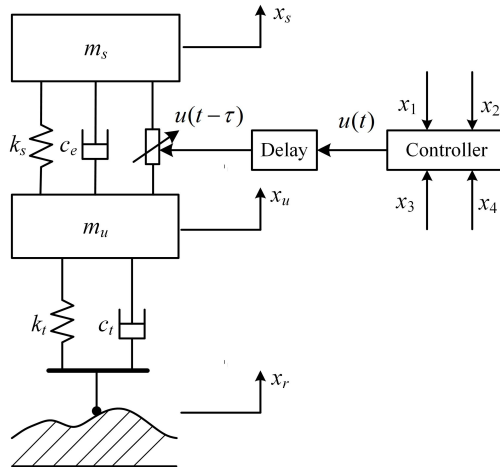 m_s
x_s
k_s
c_e
u(t − τ)
Delay
u(t)
x_1
x_2
Controller
x_3
x_4
m_u
x_u
k_t
c_t
x_r